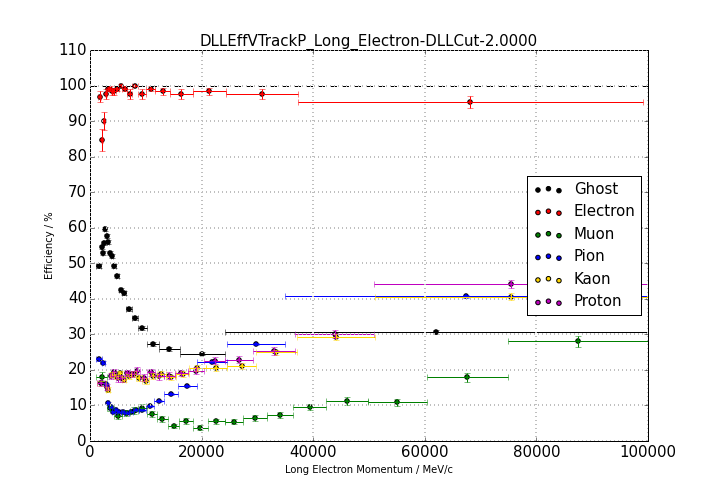 DLLEffVTrackP_Long_Electron-DLLCut-2.0000
110
100
90
80
70
60
50
40
30
20
10
0
Efficiency / %
Ghost
Electron
Muon
Pion
Kaon
Proton
0 20000 40000 60000 80000 100000
Long Electron Momentum / MeV/c